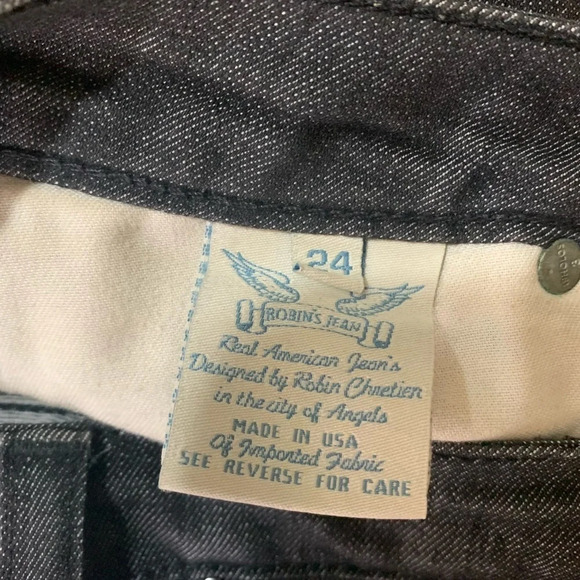 24
ROBIN'S JEAN
Real American Jean's
Designed by Robin Chretien
in the city of Angels
MADE IN USA
Of Imported Fabric
SEE REVERSE FOR CARE